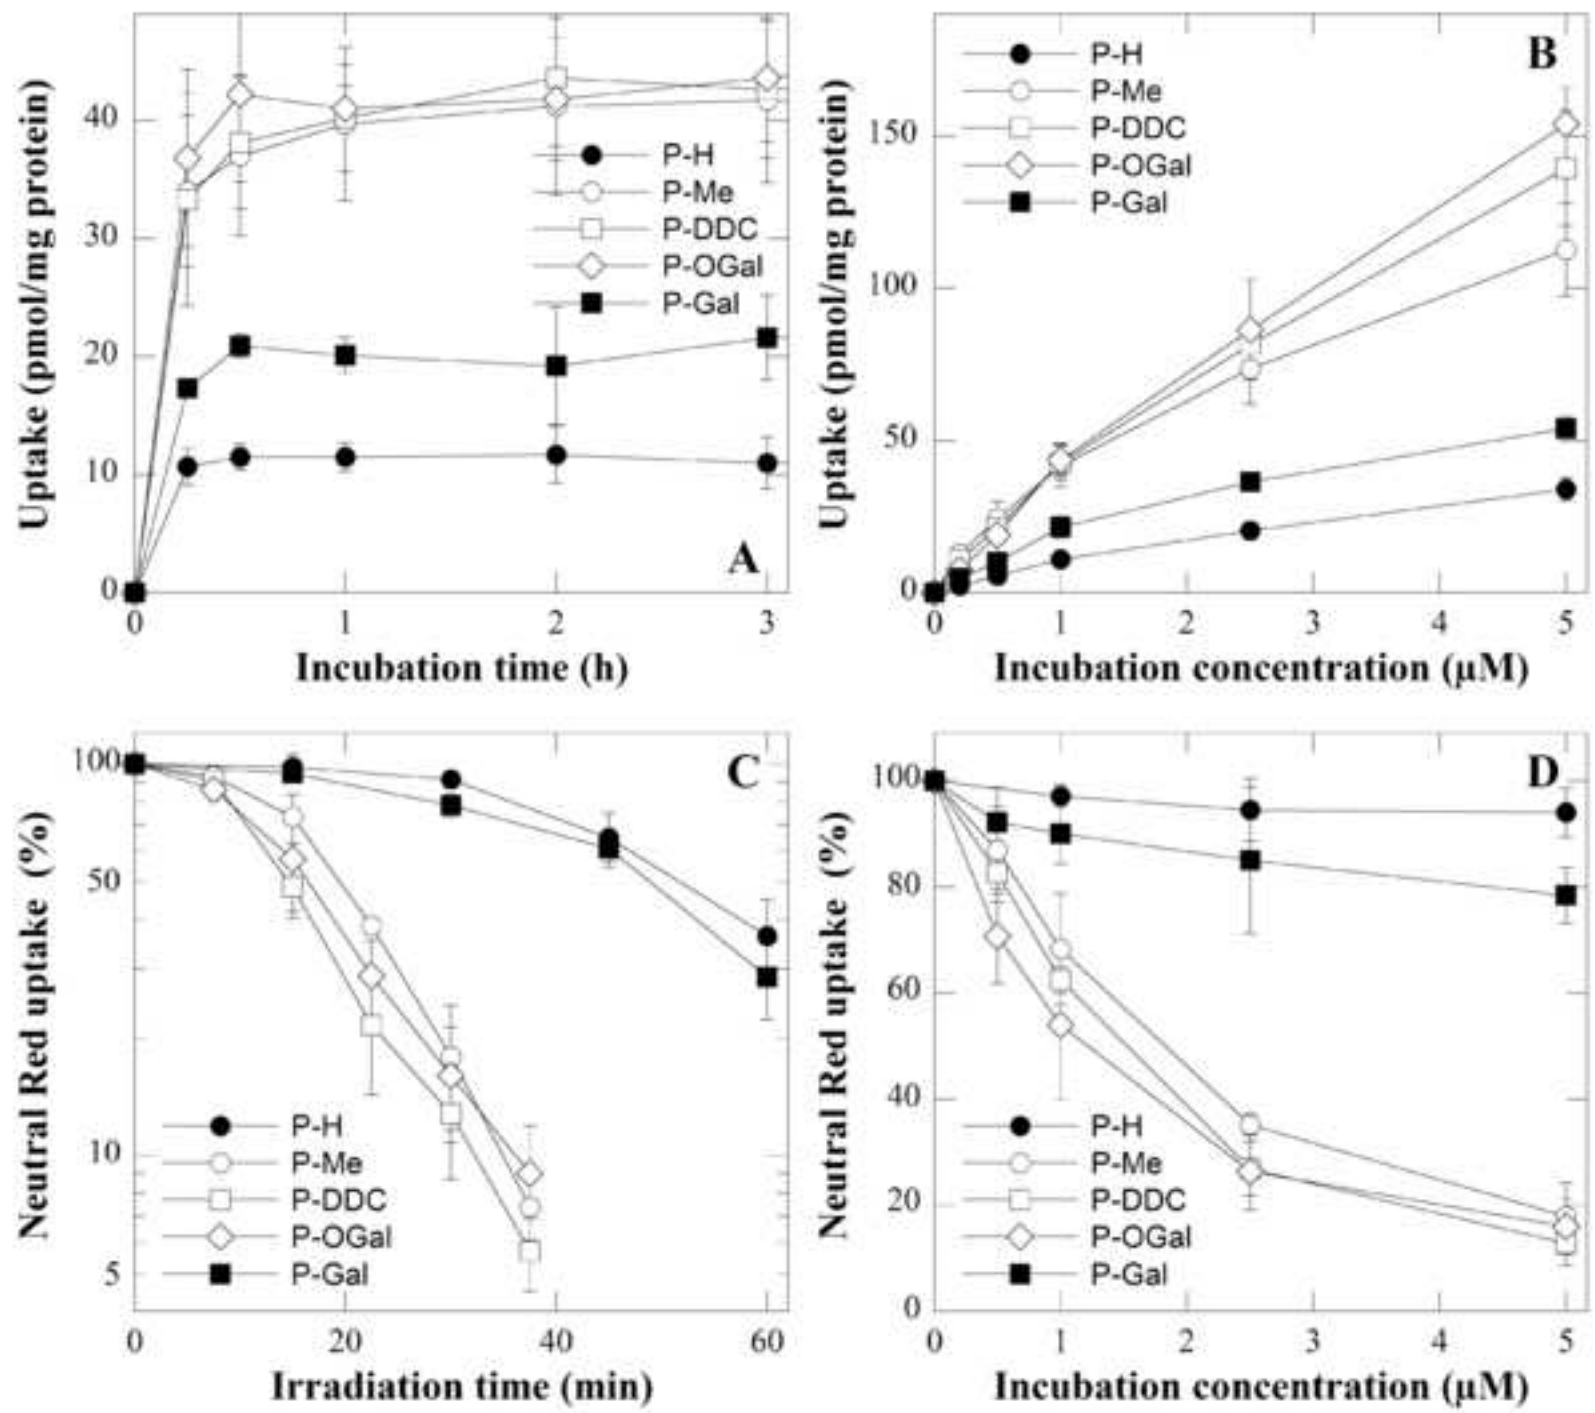 Uptake (pmol/mg protein)
40
30
20
10
0
P-H
P-Me
P-DDC
P-OGal
P-Gal
A
0 1 2 3
Incubation time (h)
Uptake (pmol/mg protein)
150
100
50
0
P-H
P-Me
P-DDC
P-OGal
P-Gal
B
0 1 2 3 4 5
Incubation concentration (µM)
Neutral Red uptake (%)
100
50
10
5
C
P-H
P-Me
P-DDC
P-OGal
P-Gal
0 20 40 60
Irradiation time (min)
Neutral Red uptake (%)
100
80
60
40
20
0
D
P-H
P-Me
P-DDC
P-OGal
P-Gal
0 1 2 3 4 5
Incubation concentration (µM)